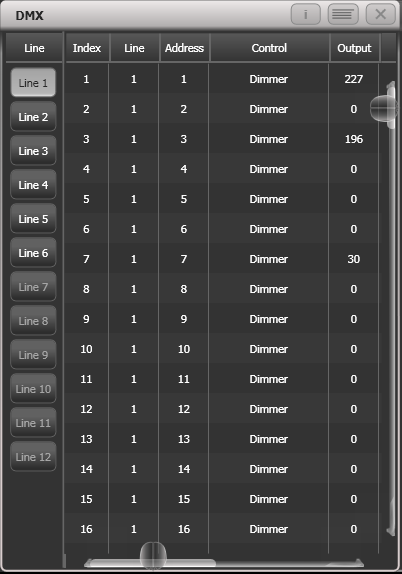 DMX i
Line Index Line Address Control Output
Line 1 1 1 1 Dimmer 227
Line 2 2 1 2 Dimmer 0
Line 3 3 1 3 Dimmer 196
Line 4 4 1 4 Dimmer 0
Line 5 5 1 5 Dimmer 0
Line 6 6 1 6 Dimmer 0
Line 7 7 1 7 Dimmer 30
Line 8 8 1 8 Dimmer 0
Line 9 9 1 9 Dimmer 0
Line 10 10 1 10 Dimmer 0
Line 11 11 1 11 Dimmer 0
Line 12 12 1 12 Dimmer 0
13 1 13 Dimmer 0
14 1 14 Dimmer 0
15 1 15 Dimmer 0
16 1 16 Dimmer 0